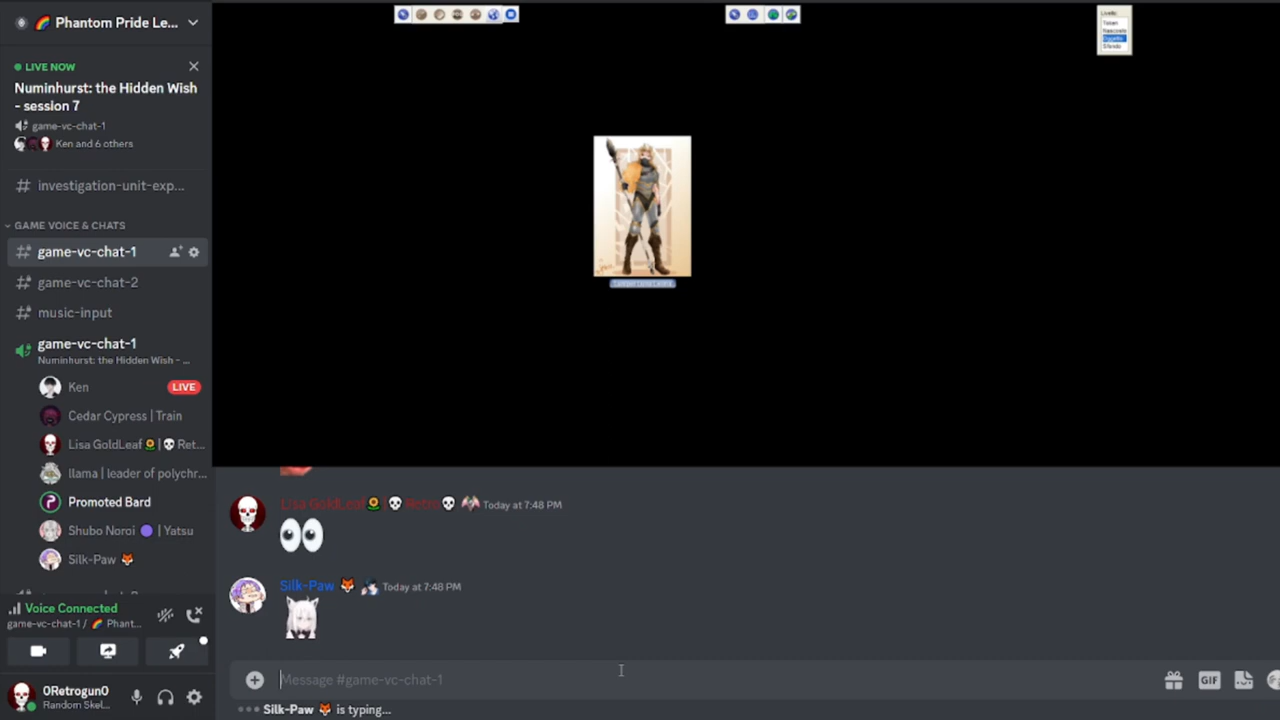 🌈 Phantom Pride Le...
LIVE NOW
Numinhurst: the Hidden Wish
- session 7
game-vc-chat-1
Ken and 6 others
investigation-unit-exp...
GAME VOICE & CHATS
game-vc-chat-1
game-vc-chat-2
music-input
game-vc-chat-1
Numinhurst: the Hidden Wish - ...
Ken LIVE
Cedar Cypress | Train
Lisa GoldLeaf🌻 | 💀Ret...
llama | leader of polychr...
Promoted Bard
Shubo Noroi 🟣 | Yatsu
Silk-Paw 🦊
Voice Connected
game-vc-chat-1 / 🌈 Phant...
0Retrogun0
Random Skel...
Livello:
Token
Nascosto
Oggetto
Sfondo
Lisa GoldLeaf🌻 | 💀Retro💀 Today at 7:48 PM
Silk-Paw 🦊 Today at 7:48 PM
Message #game-vc-chat-1
GIF
Silk-Paw 🦊 is typing...